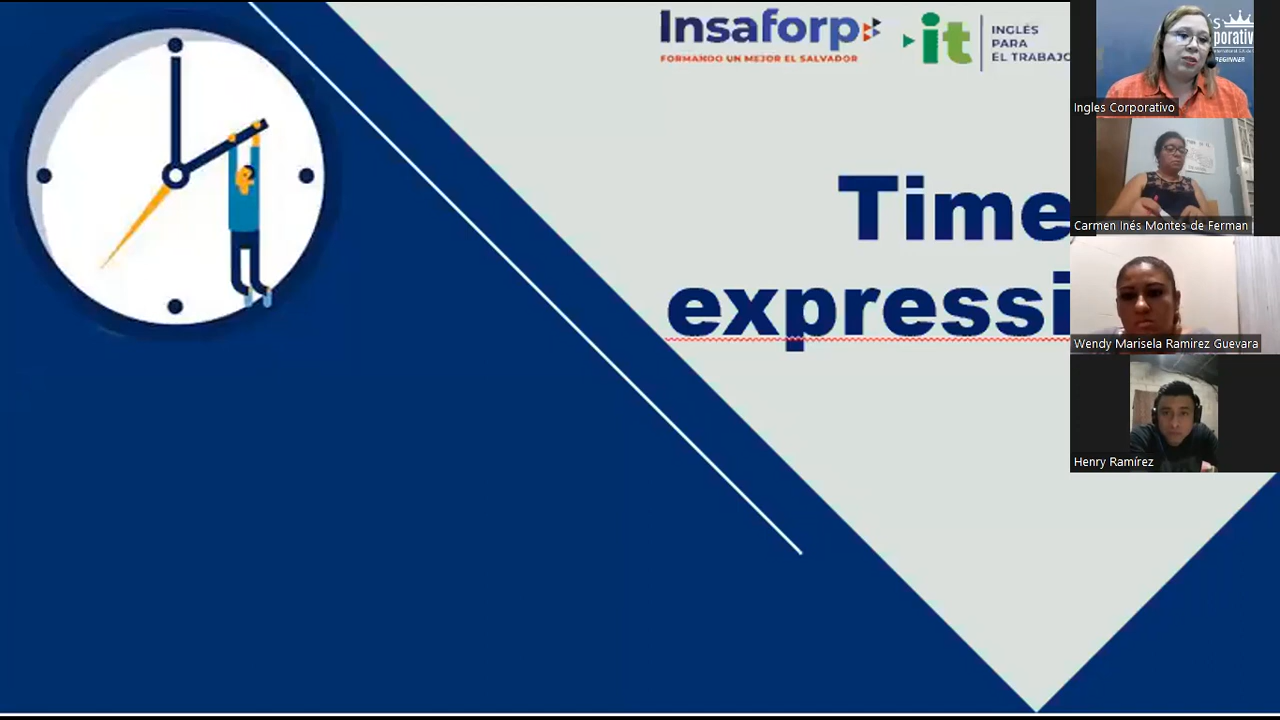 Insaforp
FORMANDO UN MEJOR EL SALVADOR
it
INGLÉS
PARA
EL TRABAJO
Time
expressi
Ingles Corporativo
Carmen Inés Montes de Ferman
Wendy Marisela Ramirez Guevara
Henry Ramírez